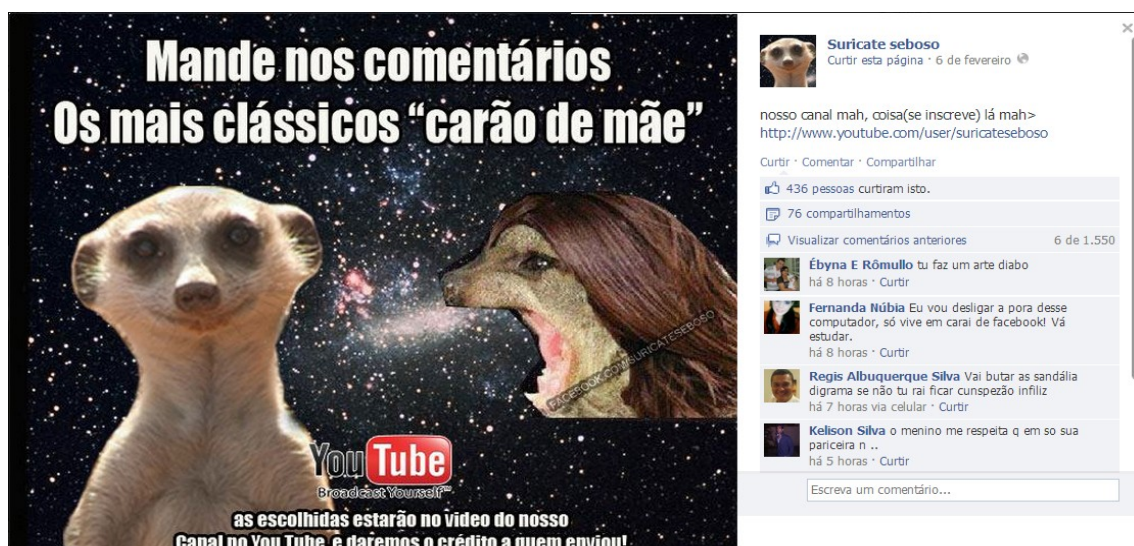 Mande nos comentários
Os mais clássicos “carão de mãe”
FACEBOOK.COM/SURICATESEBOSO
You Tube
Broadcast Yourself™
as escolhidas estarão no video do nosso
Canal no You Tube, e daremos o crédito a quem enviou!
Suricate seboso
Curtir esta página · 6 de fevereiro
nosso canal mah, coisa(se inscreve) lá mah>
http://www.youtube.com/user/suricateseboso
Curtir · Comentar · Compartilhar
436 pessoas curtiram isto.
76 compartilhamentos
Visualizar comentários anteriores 6 de 1.550
Ébyna E Rômullo tu faz um arte diabo
há 8 horas · Curtir
Fernanda Núbia Eu vou desligar a pora desse
computador, só vive em carai de facebook! Vá
estudar.
há 8 horas · Curtir
Regis Albuquerque Silva Vai butar as sandália
digrama se não tu rai ficar cunspezão infiliz
há 7 horas via celular · Curtir
Kelison Silva o menino me respeita q em so sua
pariceira n ..
há 5 horas · Curtir
Escreva um comentário...